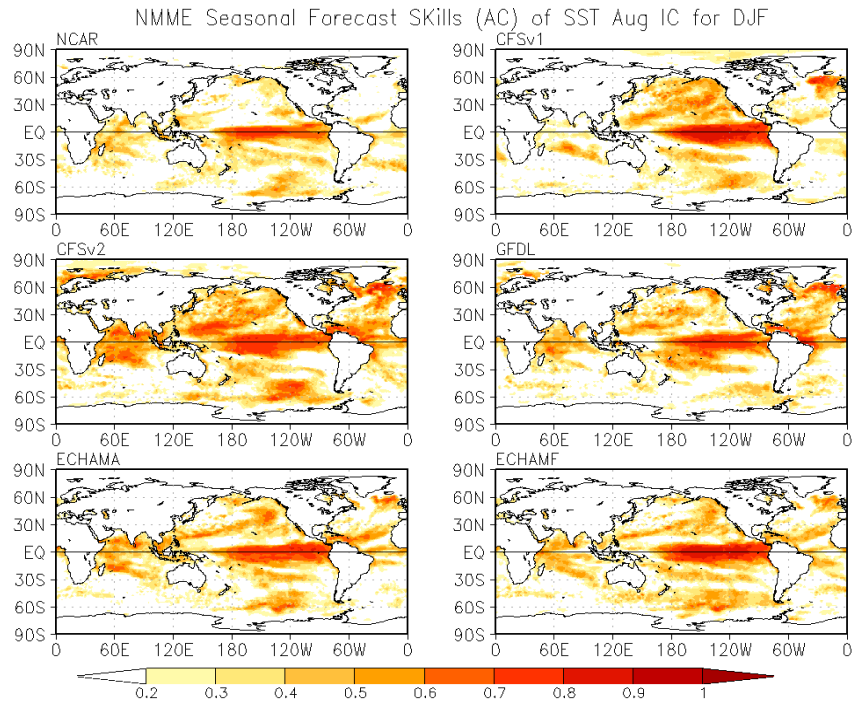 NMME Seasonal Forecast SKills (AC) of SST Aug IC for DJF
NCAR
90N
60N
30N
EQ
30S
60S
90S
0 60E 120E 180 120W 60W 0
CFSv1
90N
60N
30N
EQ
30S
60S
90S
0 60E 120E 180 120W 60W 0
CFSv2
90N
60N
30N
EQ
30S
60S
90S
0 60E 120E 180 120W 60W 0
GFDL
90N
60N
30N
EQ
30S
60S
90S
0 60E 120E 180 120W 60W 0
ECHAMA
90N
60N
30N
EQ
30S
60S
90S
0 60E 120E 180 120W 60W 0
ECHAMF
90N
60N
30N
EQ
30S
60S
90S
0 60E 120E 180 120W 60W 0
0.2 0.3 0.4 0.5 0.6 0.7 0.8 0.9 1